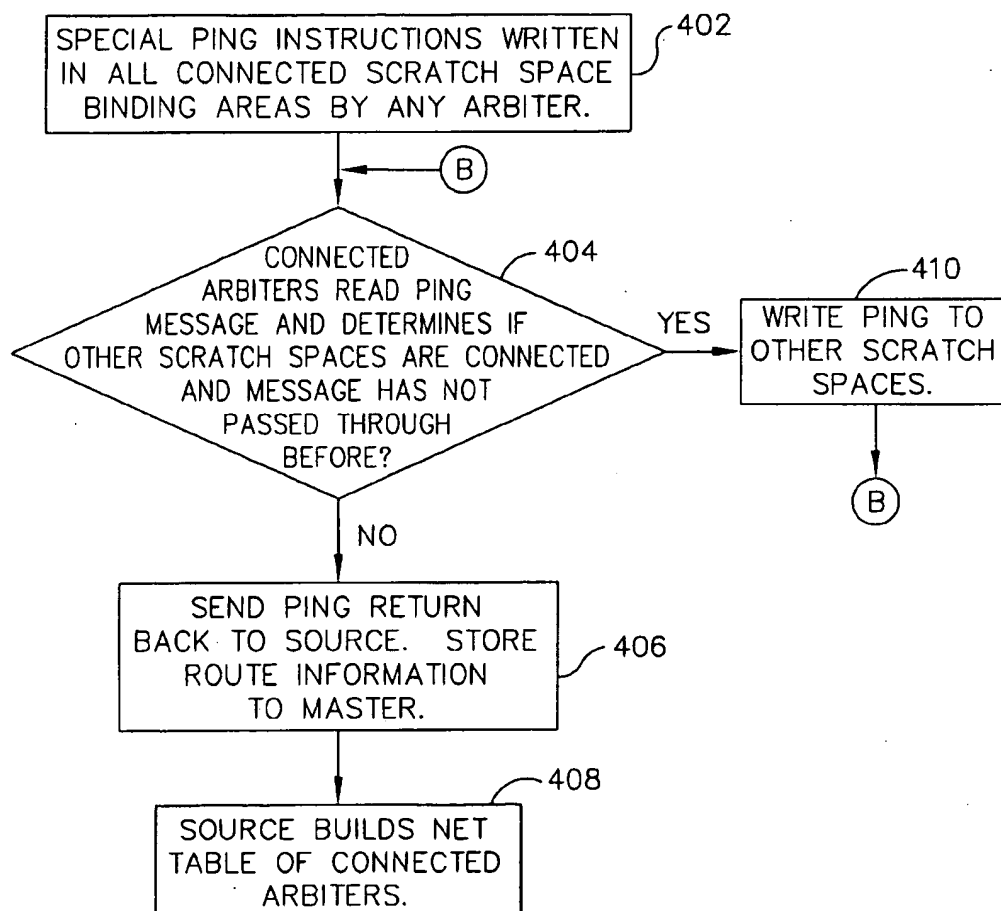 SPECIAL PING INSTRUCTIONS WRITTEN
IN ALL CONNECTED SCRATCH SPACE
BINDING AREAS BY ANY ARBITER.
402
B
CONNECTED
ARBITERS READ PING
MESSAGE AND DETERMINES IF
OTHER SCRATCH SPACES ARE CONNECTED
AND MESSAGE HAS NOT
PASSED THROUGH
BEFORE?
404
YES
410
WRITE PING TO
OTHER SCRATCH
SPACES.
B
NO
SEND PING RETURN
BACK TO SOURCE. STORE
ROUTE INFORMATION
TO MASTER.
406
408
SOURCE BUILDS NET
TABLE OF CONNECTED
ARBITERS.